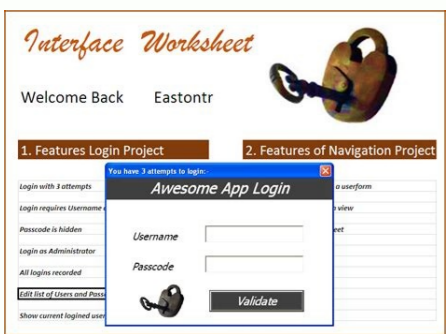 Interface Worksheet
Welcome Back Eastontr
1. Features Login Project
2. Features of Navigation Project
You have 3 attempts to login:-
Awesome App Login
Login with 3 attempts
a userform
Login requires Username
view
Username
Passcode is hidden
eet
Login as Administrator
Passcode
All logins recorded
Edit list of Users and Pass
Validate
Show current logined user